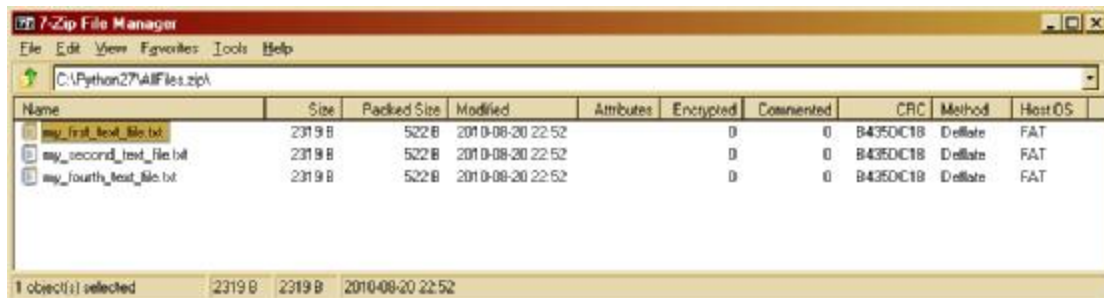 7-Zip File Manager
File Edit View Favorites Tools Help
C:\Python27\AllFiles.zip\
Name Size Packed Size Modified Attributes Encrypted Commented CRC Method Host OS
my_first_text_file.txt 2319 B 522 B 2010-08-20 22:52 0 0 B435DC18 Deflate FAT
my_second_text_file.txt 2319 B 522 B 2010-08-20 22:52 0 0 B435DC18 Deflate FAT
my_fourth_text_file.txt 2319 B 522 B 2010-08-20 22:52 0 0 B435DC18 Deflate FAT
1 object(s) selected 2319 B 2319 B 2010-08-20 22:52